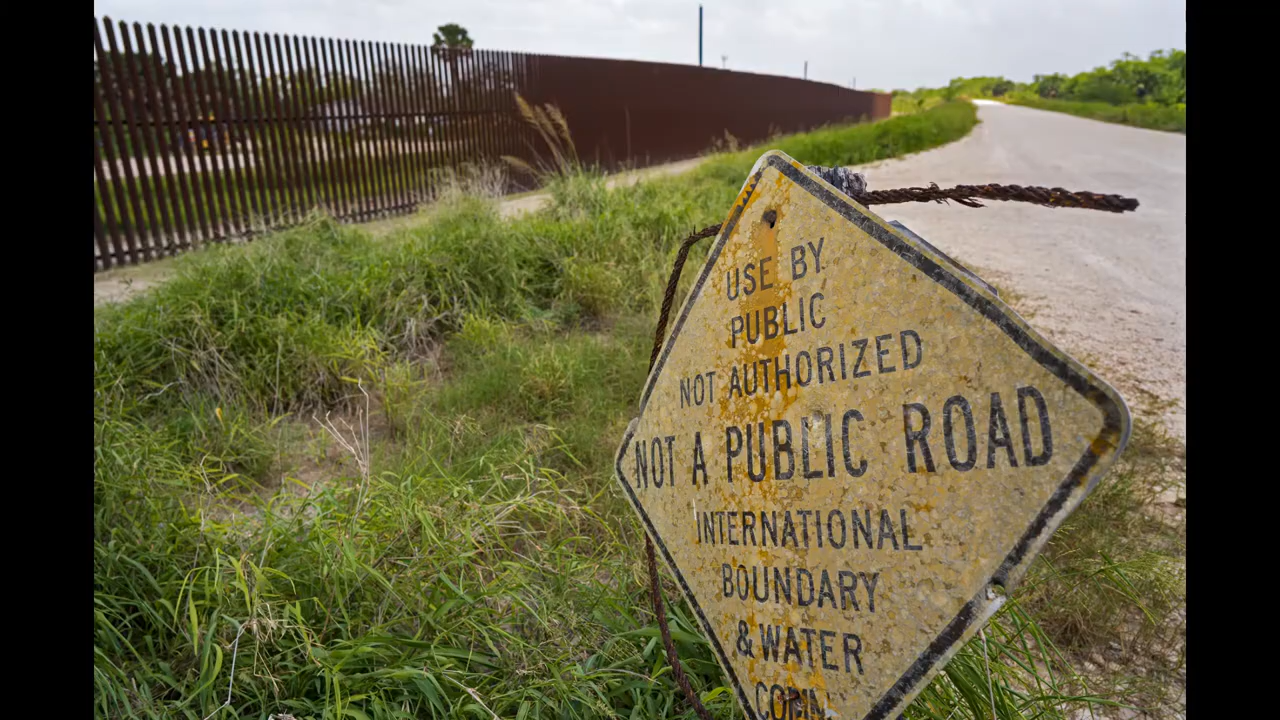 USE BY
PUBLIC
NOT AUTHORIZED
NOT A PUBLIC ROAD
INTERNATIONAL
BOUNDARY
& WATER